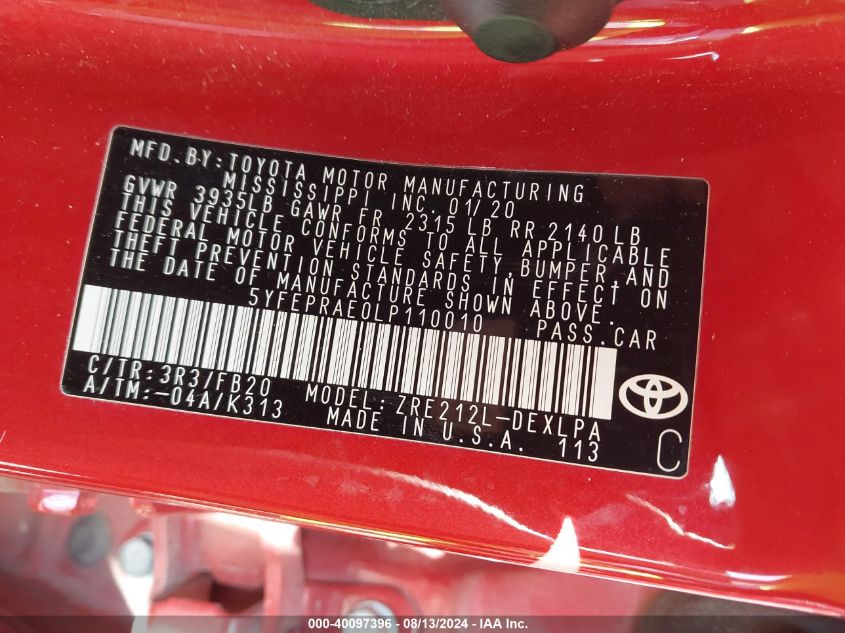 MFD.BY:TOYOTA MOTOR MANUFACTURING
MISSISSIPPI INC 01/20
GVWR 3935LB GAWR FR 2315 LB RR 2140LB
THIS VEHICLE CONFORMS TO ALL APPLICABLE
FEDERAL MOTOR VEHICLE SAFETY,BUMPER,AND
THEFT PREVENTION STANDARDS IN EFFECT ON
THE DATE OF MANUFACTURE SHOWN ABOVE.
5YFEPRAE0LP110010 PASS.CAR
C/TR:3R3/FB20 MODEL:ZRE212L-DEXLPA
A/TM:-04A/K313 MADE IN U.S.A. 113
C
000-40097396 - 08/13/2024 - IAA Inc.